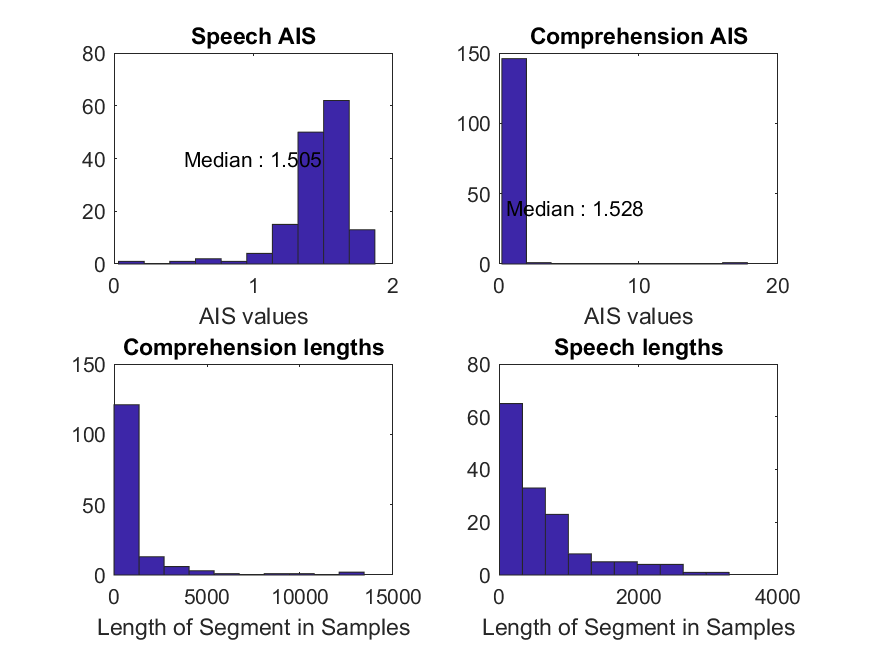 Speech AIS
80
60
40
20
0
Median : 1.505
0 1 2
AIS values
Comprehension AIS
150
100
50
0
Median : 1.528
0 10 20
AIS values
Comprehension lengths
150
100
50
0
0 5000 10000 15000
Length of Segment in Samples
Speech lengths
80
60
40
20
0
0 2000 4000
Length of Segment in Samples